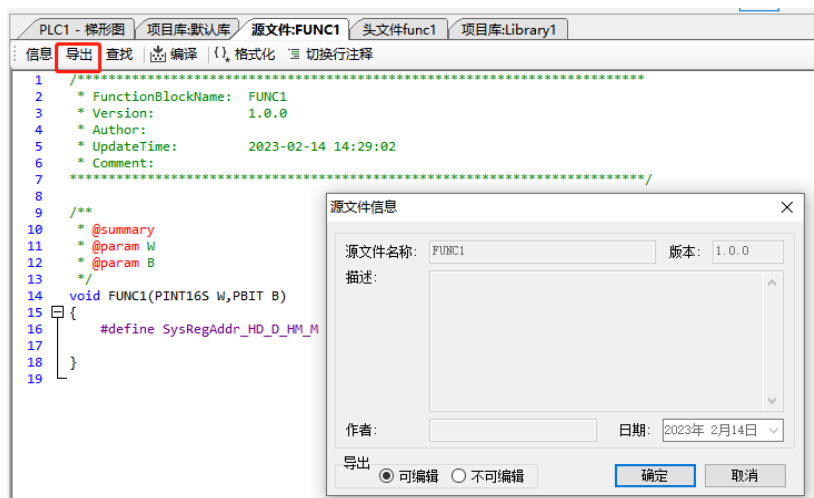 PLC1 - 梯形图 项目库:默认库 源文件:FUNC1 头文件func1 项目库:Library1
信息 导出 查找 编译 格式化 切换行注释
1 /*************************************************************************
2 * FunctionBlockName: FUNC1
3 * Version: 1.0.0
4 * Author:
5 * UpdateTime: 2023-02-14 14:29:02
6 * Comment:
7 *************************************************************************/
8
9 /**
10 * @summary
11 * @param W
12 * @param B
13 */
14 void FUNC1(PINT16S W,PBIT B)
15 {
16 #define SysRegAddr_HD_D_HM_M
17
18 }
19
源文件信息
源文件名称: FUNC1 版本: 1.0.0
描述:
作者: 日期: 2023年 2月14日
导出
可编辑 不可编辑 确定 取消